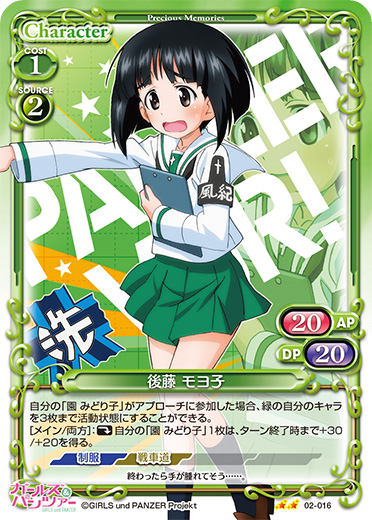 Precious Memories
Character
COST
1
SOURCE
2
PANZER
VOR!
風紀
洗
20 AP
DP 20
後藤 モヨ子
自分の「園 みどり子」がアプローチに参加した場合、緑の自分のキャラ
を3枚まで活動状態にすることができる。
[メイン/両方]:自分の「園 みどり子」1枚は、ターン終了時まで+30
/+20を得る。
制服 戦車道
終わったら手が腫れてそう……
ガールズ&パンツァー
GIRLS und PANZER
©GIRLS und PANZER Projekt
02-016